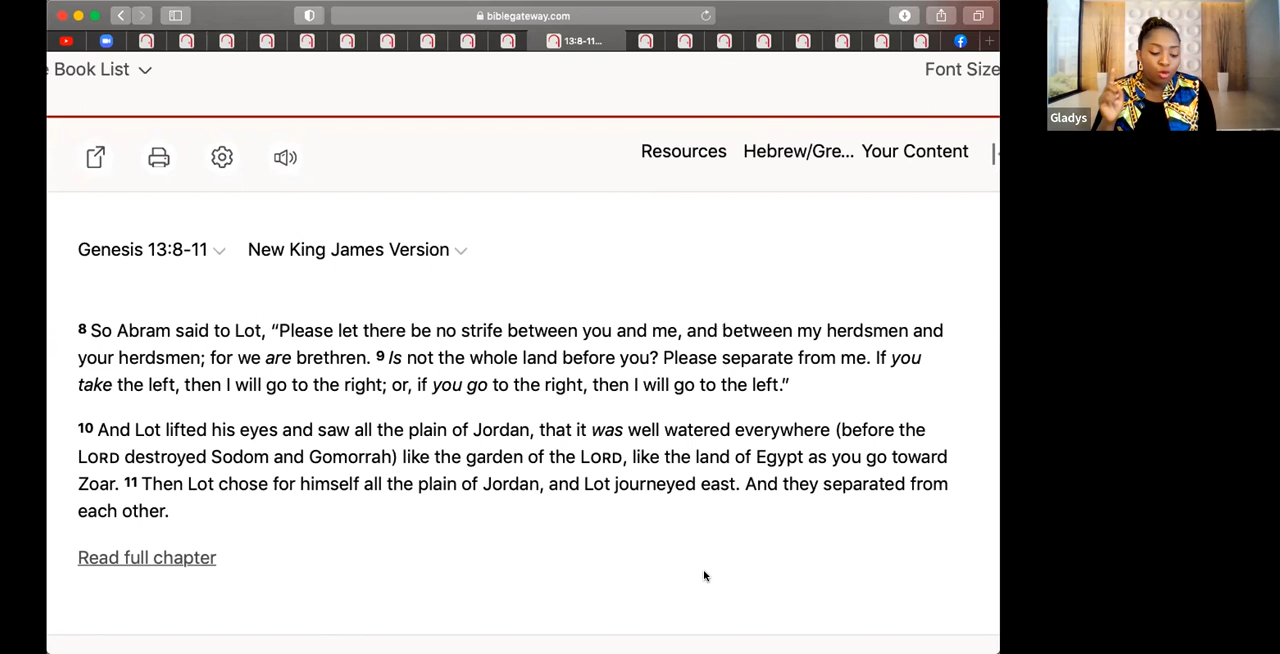 biblegateway.com
13:8-11...
Book List
Font Size
Resources Hebrew/Gre... Your Content
Gladys
Genesis 13:8-11 New King James Version
8 So Abram said to Lot, “Please let there be no strife between you and me, and between my herdsmen and
your herdsmen; for we are brethren. 9 Is not the whole land before you? Please separate from me. If you
take the left, then I will go to the right; or, if you go to the right, then I will go to the left.”
10 And Lot lifted his eyes and saw all the plain of Jordan, that it was well watered everywhere (before the
LORD destroyed Sodom and Gomorrah) like the garden of the LORD, like the land of Egypt as you go toward
Zoar. 11 Then Lot chose for himself all the plain of Jordan, and Lot journeyed east. And they separated from
each other.
Read full chapter